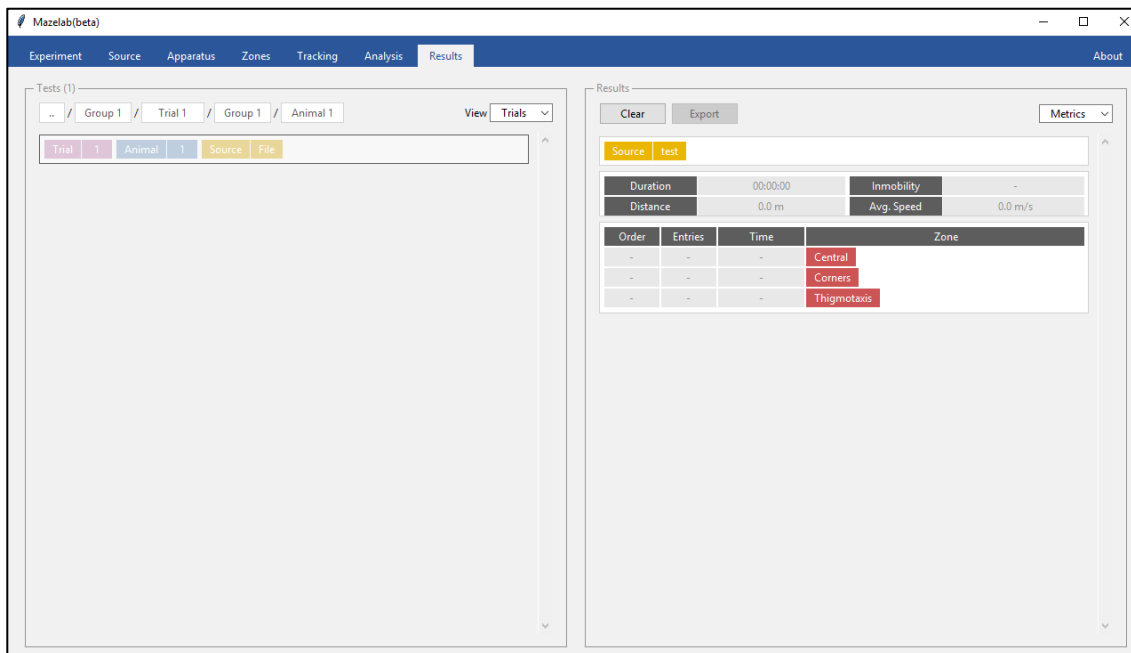 Mazelab(beta)
Experiment Source Apparatus Zones Tracking Analysis Results About
Tests (1)
.. / Group 1 / Trial 1 / Group 1 / Animal 1 View Trials
Trial 1 Animal 1 Source File
Results
Clear Export Metrics
Source test
Duration 00:00:00 Inmobility -
Distance 0.0 m Avg. Speed 0.0 m/s
Order Entries Time Zone
- - - Central
- - - Corners
- - - Thigmotaxis